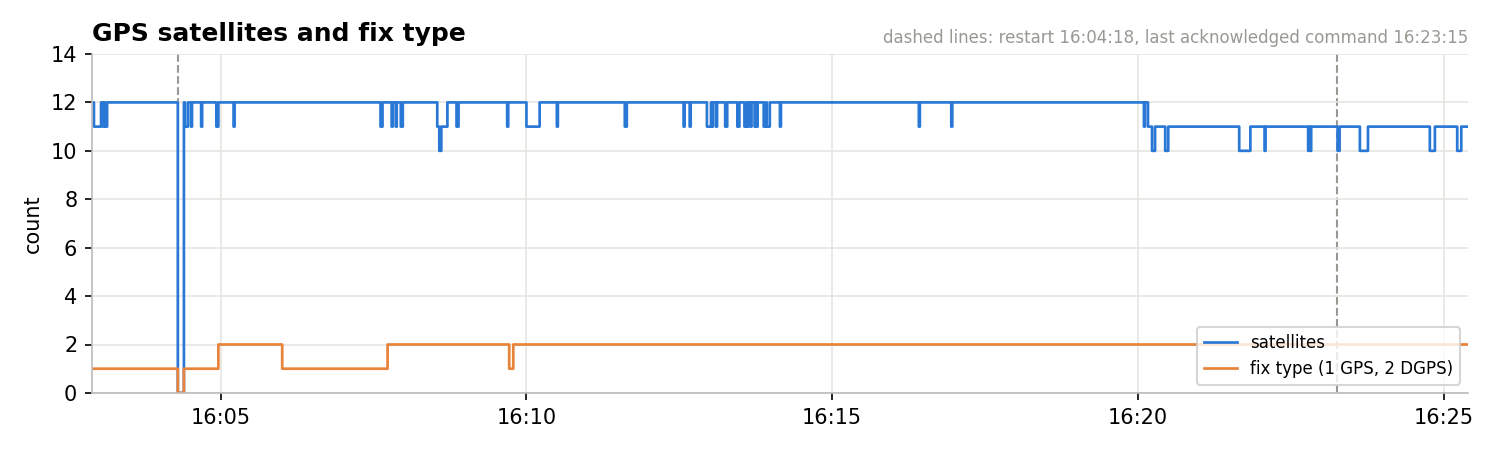 GPS satellites and fix type
dashed lines: restart 16:04:18, last acknowledged command 16:23:15
14
12
10
8
6
4
2
0
count
satellites
fix type (1 GPS, 2 DGPS)
16:05
16:10
16:15
16:20
16:25